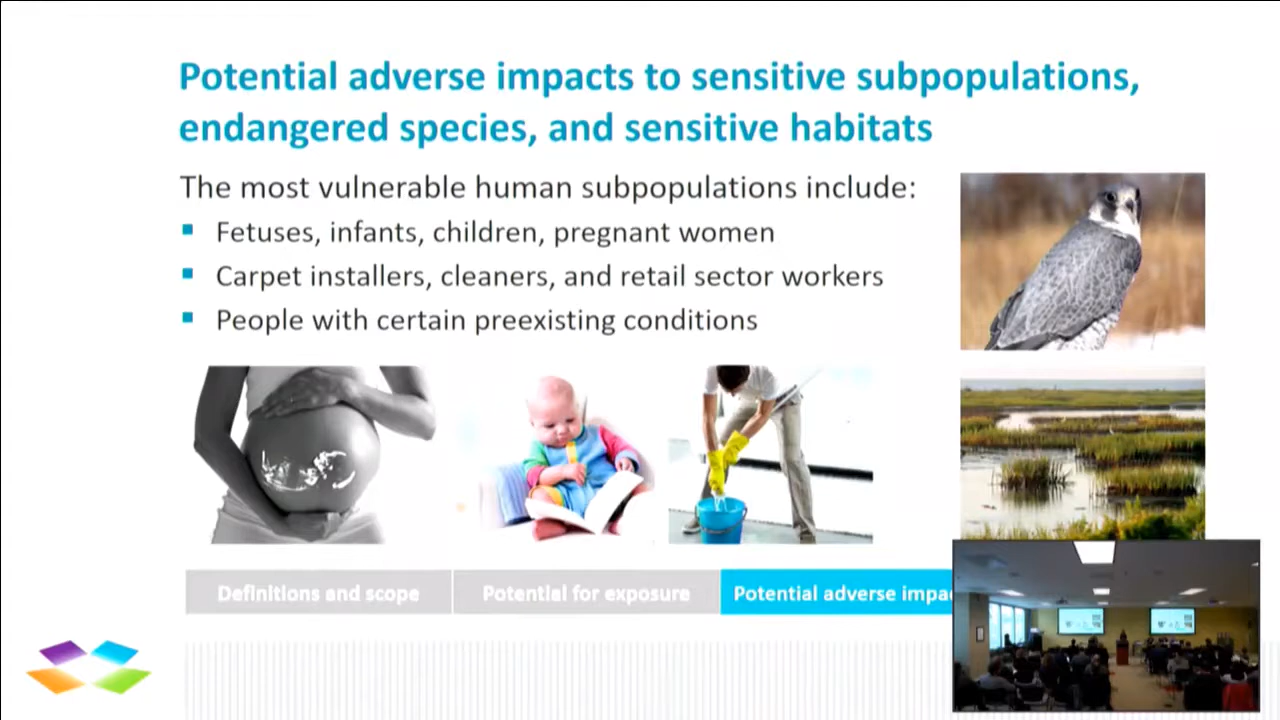 Potential adverse impacts to sensitive subpopulations,
endangered species, and sensitive habitats
The most vulnerable human subpopulations include:
Fetuses, infants, children, pregnant women
Carpet installers, cleaners, and retail sector workers
People with certain preexisting conditions
Definitions and scope
Potential for exposure
Potential adverse